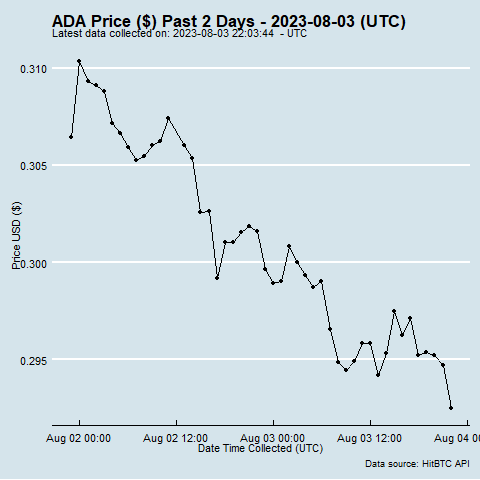 ADA Price ($) Past 2 Days - 2023-08-03 (UTC)
Latest data collected on: 2023-08-03 22:03:44 - UTC
0.310
0.305
0.300
0.295
Price USD ($)
Aug 02 00:00 Aug 02 12:00 Aug 03 00:00 Aug 03 12:00 Aug 04 00
Date Time Collected (UTC)
Data source: HitBTC API